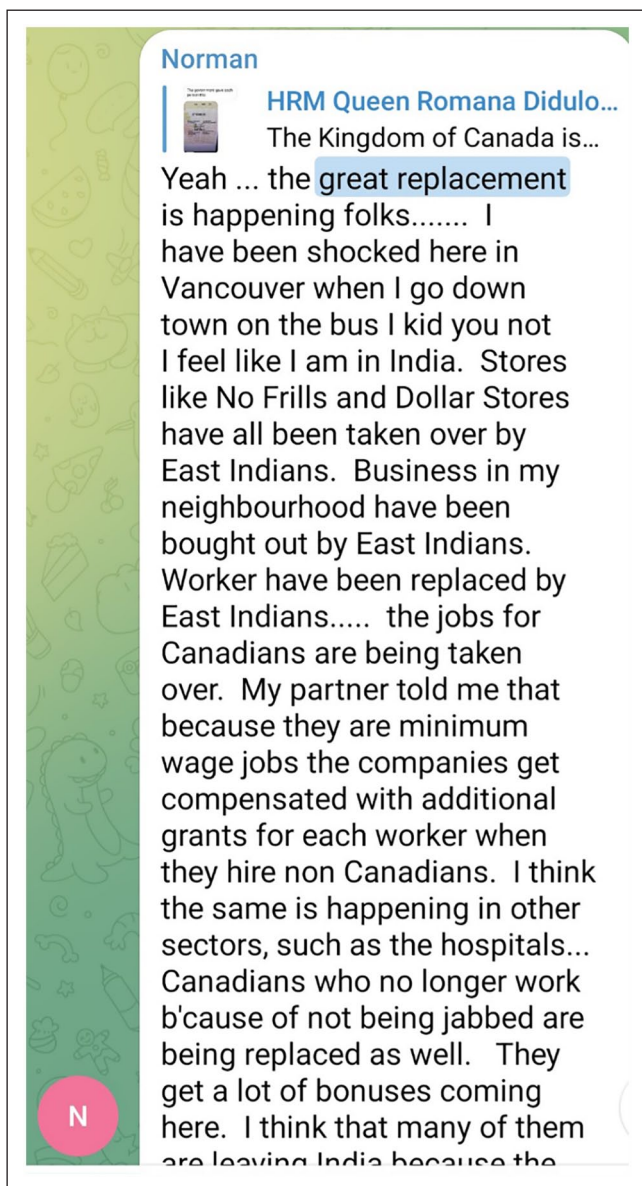 Norman
HRM Queen Romana Didulo...
The Kingdom of Canada is...
Yeah ... the great replacement
is happening folks....... I
have been shocked here in
Vancouver when I go down
town on the bus I kid you not
I feel like I am in India. Stores
like No Frills and Dollar Stores
have all been taken over by
East Indians. Business in my
neighbourhood have been
bought out by East Indians.
Worker have been replaced by
East Indians..... the jobs for
Canadians are being taken
over. My partner told me that
because they are minimum
wage jobs the companies get
compensated with additional
grants for each worker when
they hire non Canadians. I think
the same is happening in other
sectors, such as the hospitals...
Canadians who no longer work
b'cause of not being jabbed are
being replaced as well. They
get a lot of bonuses coming
here. I think that many of them
are leaving India because the
N